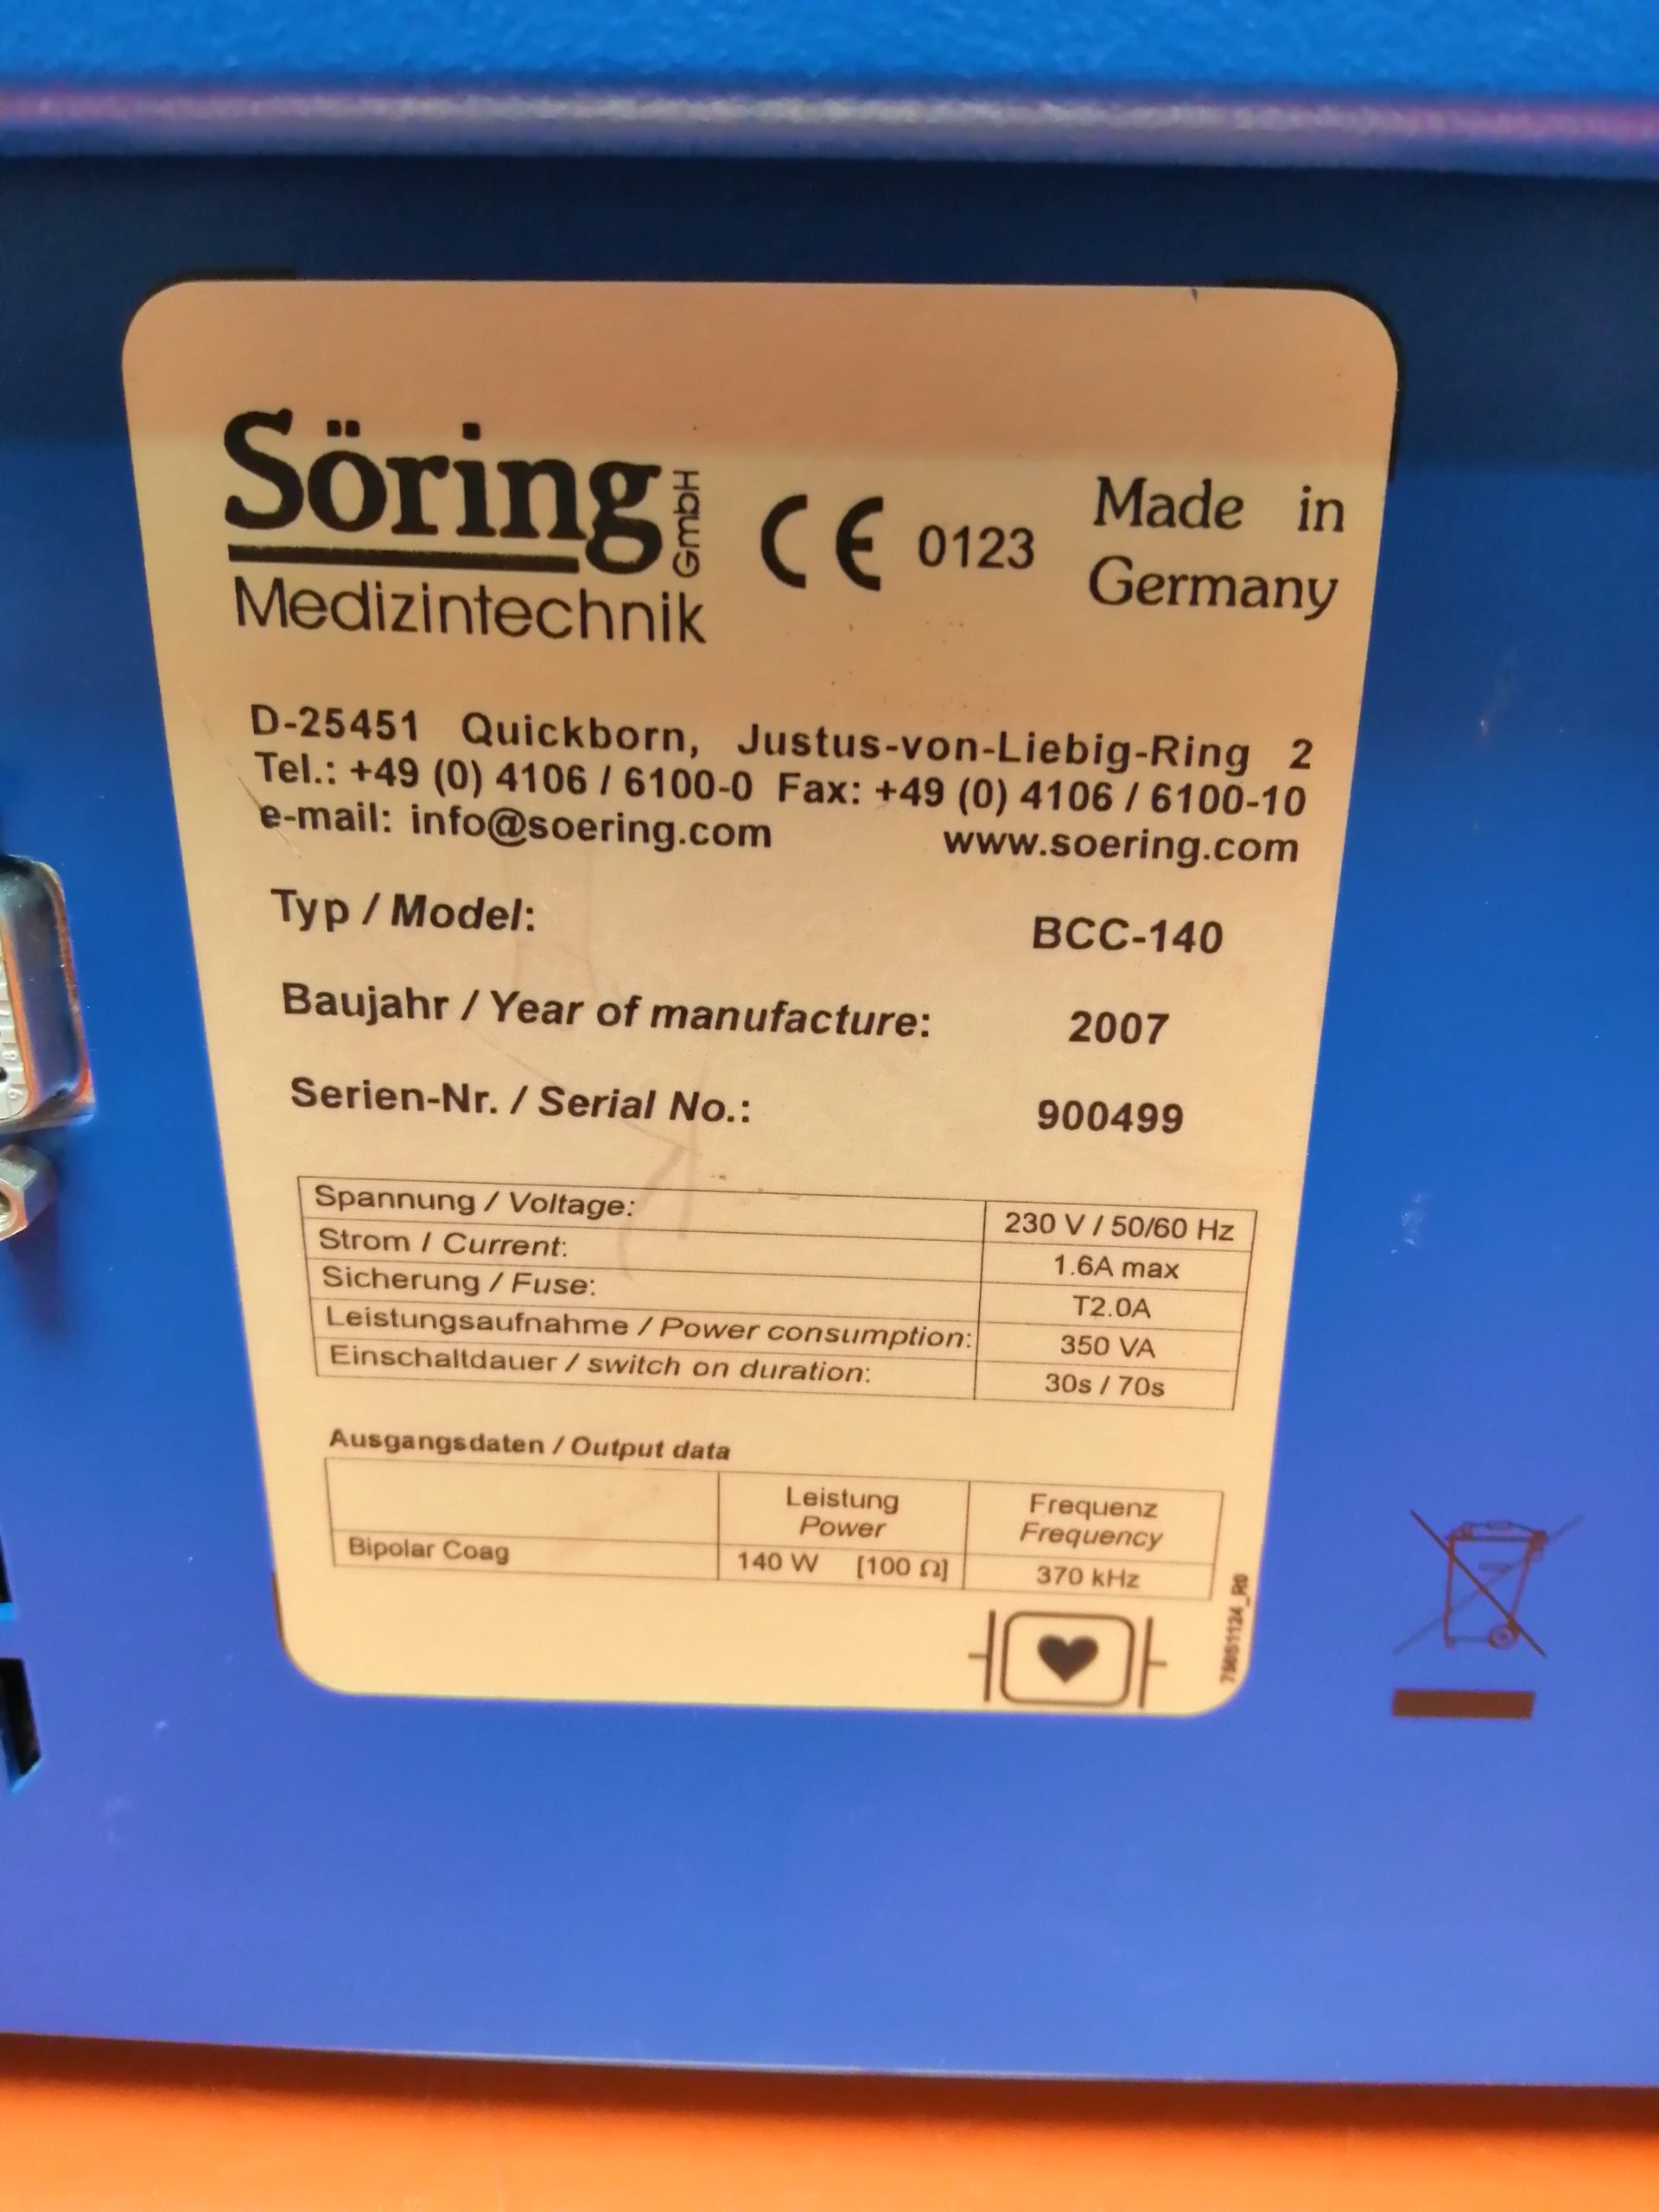 Söring GmbH
Medizintechnik
CE 0123
Made in
Germany
D-25451 Quickborn, Justus-von-Liebig-Ring 2
Tel.: +49 (0) 4106 / 6100-0 Fax: +49 (0) 4106 / 6100-10
e-mail: info@soering.com www.soering.com
Typ / Model: BCC-140
Baujahr / Year of manufacture: 2007
Serien-Nr. / Serial No.: 900499
Spannung / Voltage: 230 V / 50/60 Hz
Strom / Current: 1.6A max
Sicherung / Fuse: T2.0A
Leistungsaufnahme / Power consumption: 350 VA
Einschaltdauer / switch on duration: 30s / 70s
Ausgangsdaten / Output data
Leistung Frequenz
Power Frequency
Bipolar Coag 140 W [100 Ω] 370 kHz